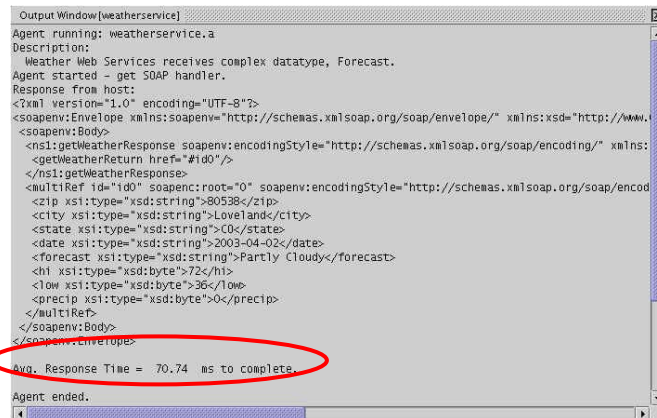 Output Window [weatherservice]
Agent running: weatherservice.a
Description:
Weather Web Services receives complex datatype, Forecast.
Agent started - get SOAP handler.
Response from host:
<?xml version="1.0" encoding="UTF-8"?>
<soapenv:Envelope xmlns:soapenv="http://schemas.xmlsoap.org/soap/envelope/" xmlns:xsd="http://www.
<soapenv:Body>
<ns1:getWeatherResponse soapenv:encodingStyle="http://schemas.xmlsoap.org/soap/encoding/" xmlns:
<getWeatherReturn href="#id0"/>
</ns1:getWeatherResponse>
<multiRef id="id0" soapenc:root="0" soapenv:encodingStyle="http://schemas.xmlsoap.org/soap/encod
<zip xsi:type="xsd:string">80538</zip>
<city xsi:type="xsd:string">Loveland</city>
<state xsi:type="xsd:string">CO</state>
<date xsi:type="xsd:string">2003-04-02</date>
<forecast xsi:type="xsd:string">Partly Cloudy</forecast>
<hi xsi:type="xsd:byte">72</hi>
<low xsi:type="xsd:byte">36</low>
<precip xsi:type="xsd:byte">0</precip>
</multiRef>
</soapenv:Body>
</soapenv:Envelope>
Avg. Response Time = 70.74 ms to complete.
Agent ended.